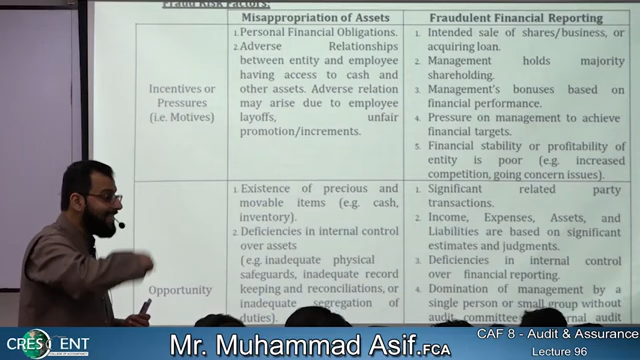 Fraud Risk Factors:
Misappropriation of Assets
Fraudulent Financial Reporting
Incentives or
Pressures
(i.e. Motives)
1. Personal Financial Obligations.
2. Adverse Relationships
between entity and employee
having access to cash and
other assets. Adverse relation
may arise due to employee
layoffs, unfair
promotion/increments.
1. Intended sale of shares/business, or
acquiring loan.
2. Management holds majority
shareholding.
3. Management's bonuses based on
financial performance.
4. Pressure on management to achieve
financial targets.
5. Financial stability or profitability of
entity is poor (e.g. increased
competition, going concern issues).
Opportunity
1. Existence of precious and
movable items (e.g. cash,
inventory).
2. Deficiencies in internal control
over assets
(e.g. inadequate physical
safeguards, inadequate record
keeping and reconciliations, or
inadequate segregation of
duties).
1. Significant related party
transactions.
2. Income, Expenses, Assets, and
Liabilities are based on significant
estimates and judgments.
3. Deficiencies in internal control
over financial reporting.
4. Domination of management by a
single person or small group without
audit committee audit
CRESCENT
Mr. Muhammad Asif.FCA
CAF 8 - Audit & Assurance
Lecture 96